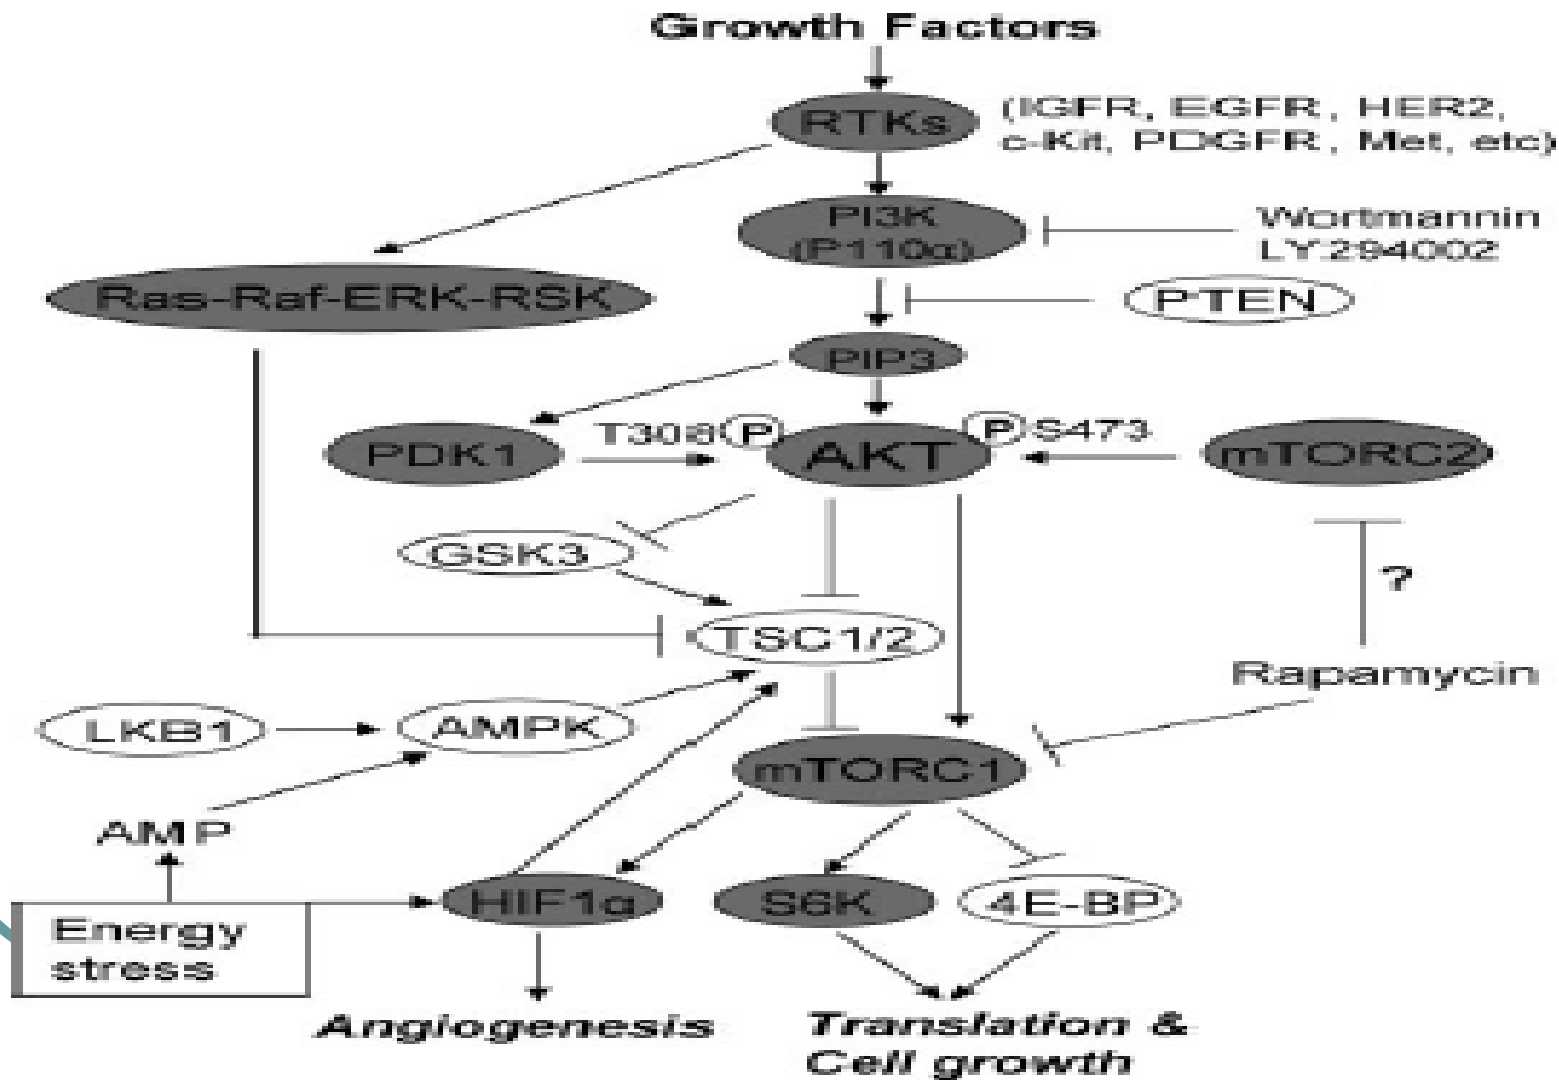 Growth Factors
RTKs
(IGFR, EGFR, HER2,
c-Kit, PDGFR, Met, etc)
PI3K
(P110α)
Wortmannin
LY294002
Ras-Raf-ERK-RSK
PTEN
PIP3
T308 P
P S473
PDK1
AKT
mTORC2
GSK3
?
TSC1/2
Rapamycin
LKB1
AMPK
mTORC1
AMP
HIF1α
S6K
4E-BP
Energy
stress
Angiogenesis
Translation &
Cell growth